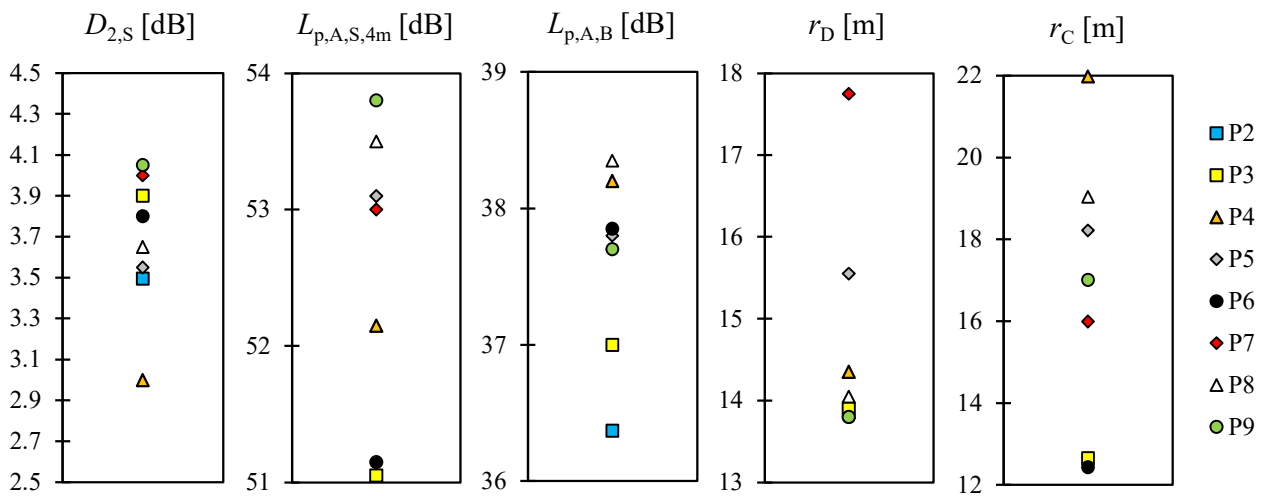 D2,S [dB]
4.5
4.3
4.1
3.9
3.7
3.5
3.3
3.1
2.9
2.7
2.5
Lp,A,S,4m [dB]
54
53
52
51
Lp,A,B [dB]
39
38
37
36
rD [m]
18
17
16
15
14
13
rC [m]
22
20
18
16
14
12
P2
P3
P4
P5
P6
P7
P8
P9